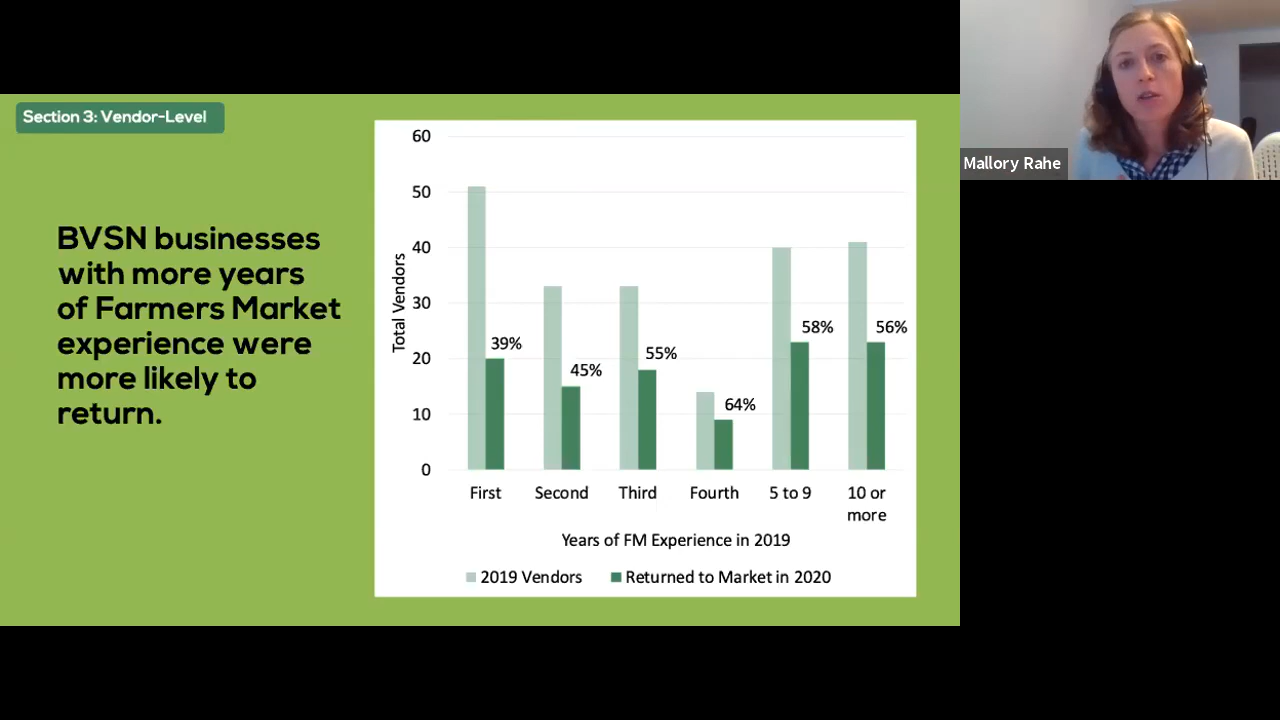 Section 3: Vendor-Level
BVSN businesses
with more years
of Farmers Market
experience were
more likely to
return.
60
50
40
30
20
10
0
Total Vendors
39%
45%
55%
64%
58%
56%
First
Second
Third
Fourth
5 to 9
10 or
more
Years of FM Experience in 2019
2019 Vendors
Returned to Market in 2020
Mallory Rahe